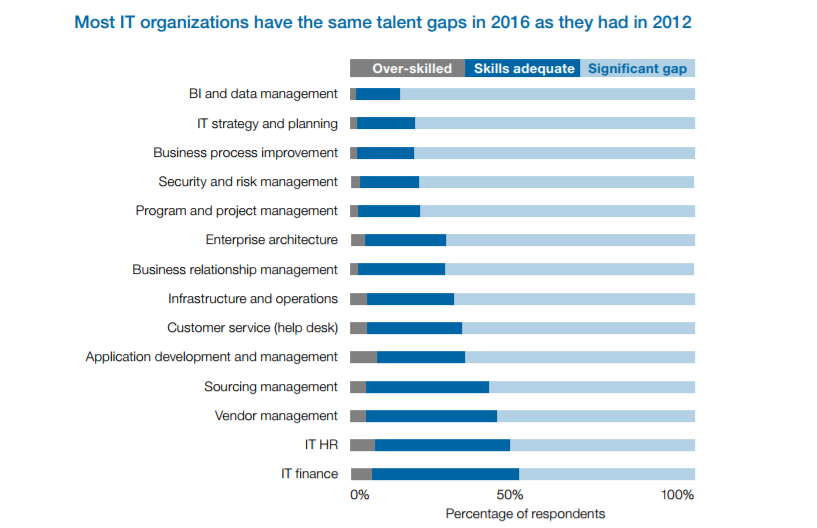 Most IT organizations have the same talent gaps in 2016 as they had in 2012
Over-skilled Skills adequate Significant gap
BI and data management
IT strategy and planning
Business process improvement
Security and risk management
Program and project management
Enterprise architecture
Business relationship management
Infrastructure and operations
Customer service (help desk)
Application development and management
Sourcing management
Vendor management
IT HR
IT finance
0% 50% 100%
Percentage of respondents